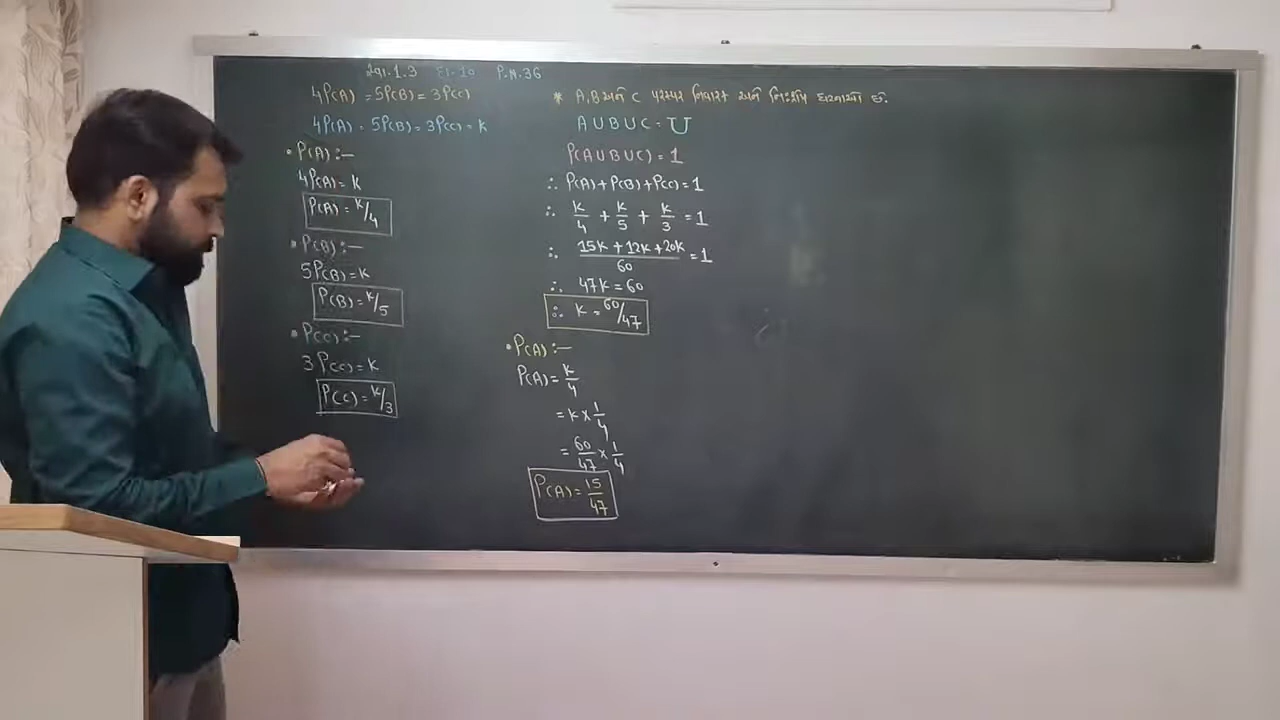 સ્વા.1.3 દા.10 P.N.36
4P(A) = 5P(B) = 3P(C)
4P(A) = 5P(B) = 3P(C) = K
• P(A) :–
4P(A) = K
P(A) = K/4
• P(B) :–
5P(B) = K
P(B) = K/5
• P(C) :–
3P(C) = K
P(C) = K/3
* A, B અને C પરસ્પર નિવારક અને નિઃશેષ ઘટનાઓ છે.
A U B U C = U
P(A U B U C) = 1
∴ P(A) + P(B) + P(C) = 1
∴ K/4 + K/5 + K/3 = 1
∴ 15K + 12K + 20K / 60 = 1
∴ 47K = 60
∴ K = 60/47
• P(A) :–
P(A) = K/4
= K × 1/4
= 60/47 × 1/4
P(A) = 15/47